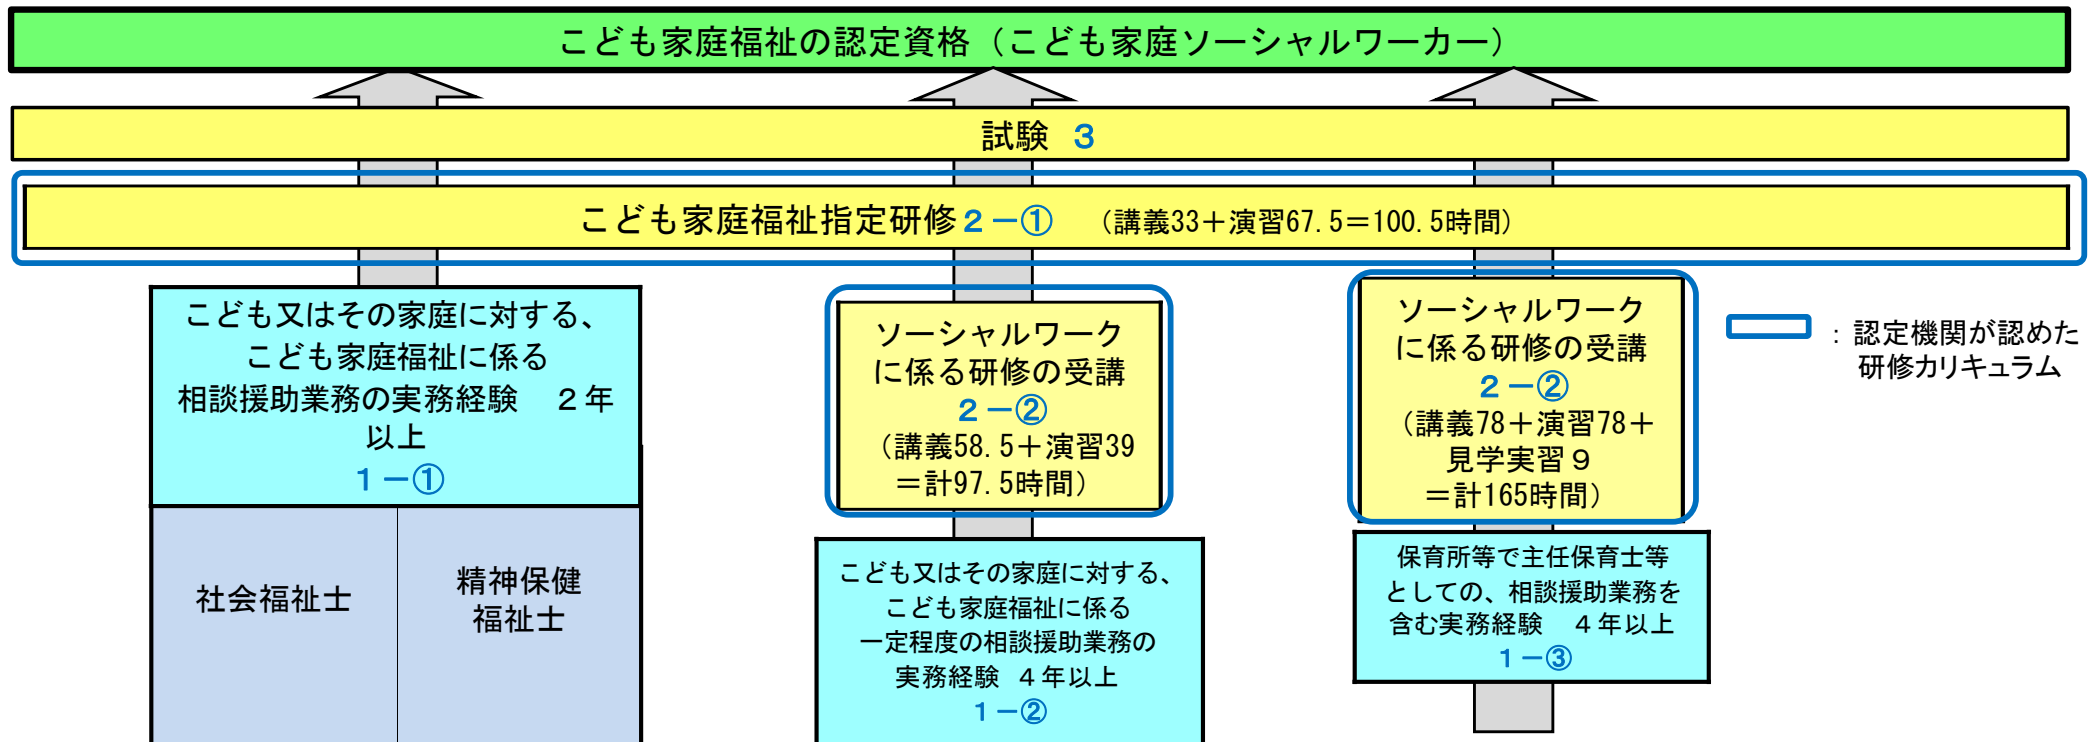 こども家庭福祉の認定資格（こども家庭ソーシャルワーカー）
試験 ３
こども家庭福祉指定研修２－① （講義33＋演習67.5＝100.5時間）
こども又はその家庭に対する、
こども家庭福祉に係る
相談援助業務の実務経験 ２年
以上
１－①
社会福祉士
精神保健
福祉士
ソーシャルワーク
に係る研修の受講
２－②
（講義58.5＋演習39
＝計97.5時間）
こども又はその家庭に対する、
こども家庭福祉に係る
一定程度の相談援助業務の
実務経験 ４年以上
１－②
ソーシャルワーク
に係る研修の受講
２－②
（講義78＋演習78＋
見学実習９
＝計165時間）
保育所等で主任保育士等
としての、相談援助業務を
含む実務経験 ４年以上
１－③
：認定機関が認めた
研修カリキュラム